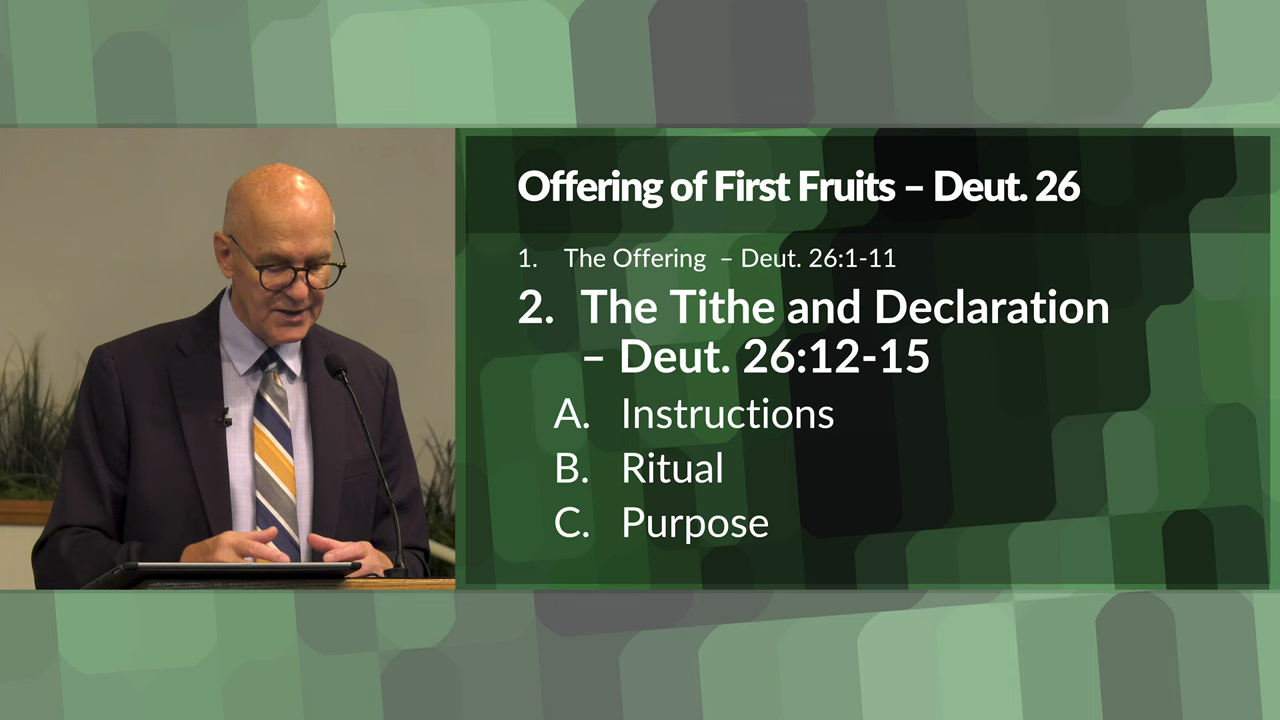 Offering of First Fruits – Deut. 26
1. The Offering – Deut. 26:1-11
2. The Tithe and Declaration
– Deut. 26:12-15
A. Instructions
B. Ritual
C. Purpose